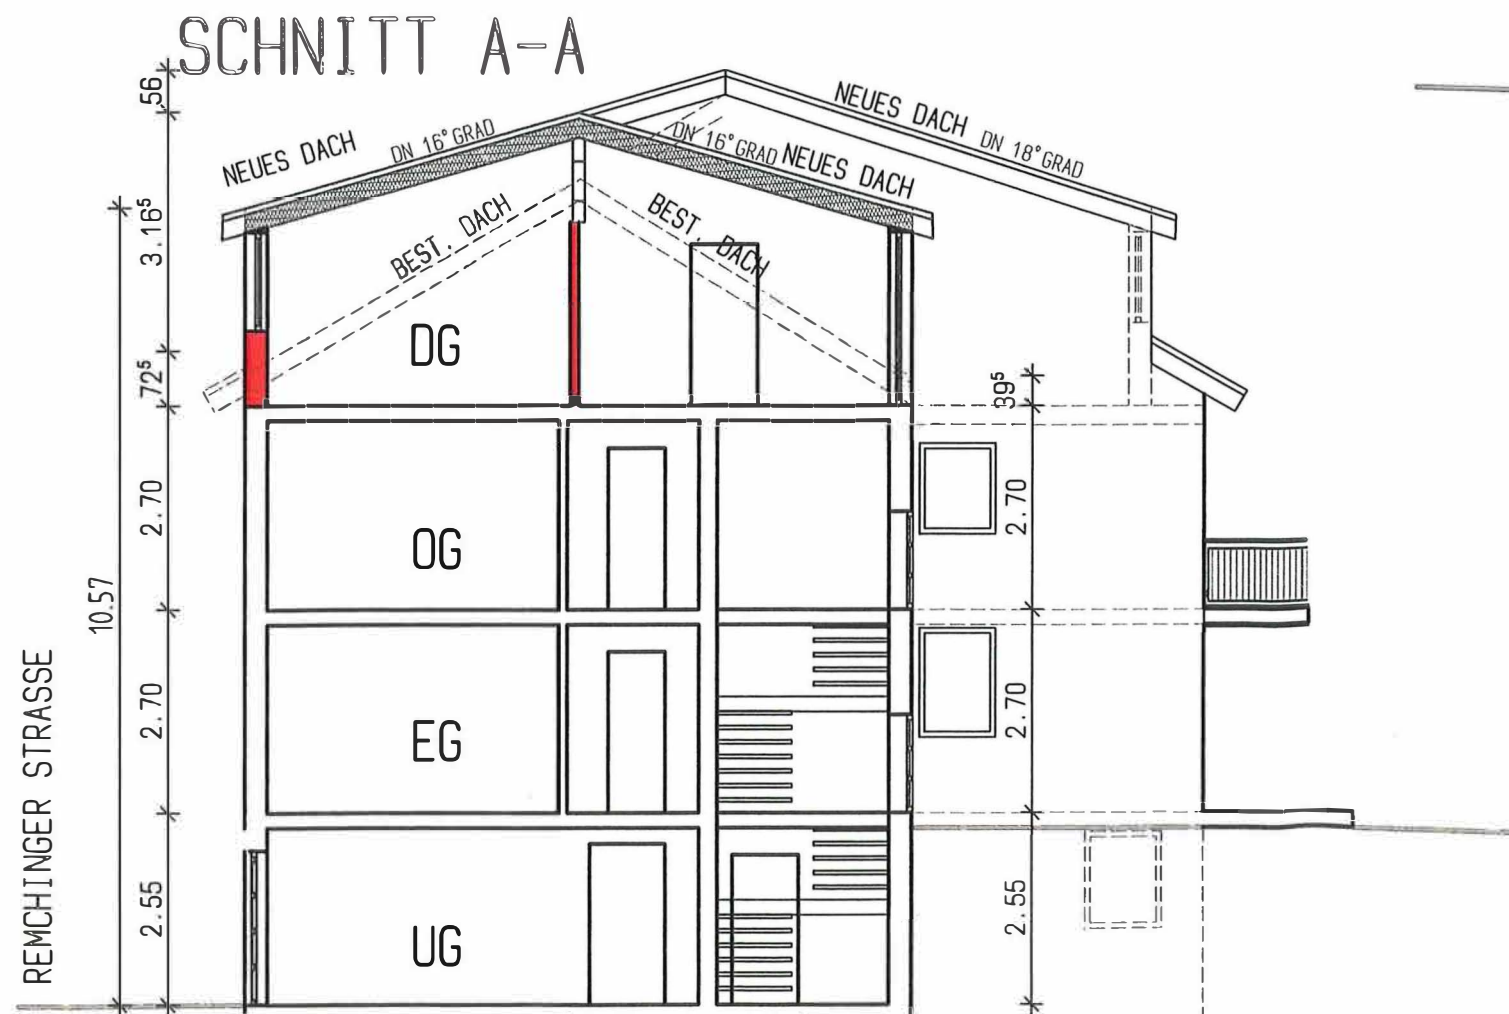 SCHNITT A-A
.56
NEUES DACH
DN 16° GRAD
DN 16° GRAD
NEUES DACH
NEUES DACH
DN 18° GRAD
3.16⁵
BEST. DACH
BEST. DACH
DG
72⁵
39⁵
2.70
OG
2.70
10.57
REMCHINGER STRASSE
2.70
EG
2.70
2.55
UG
2.55